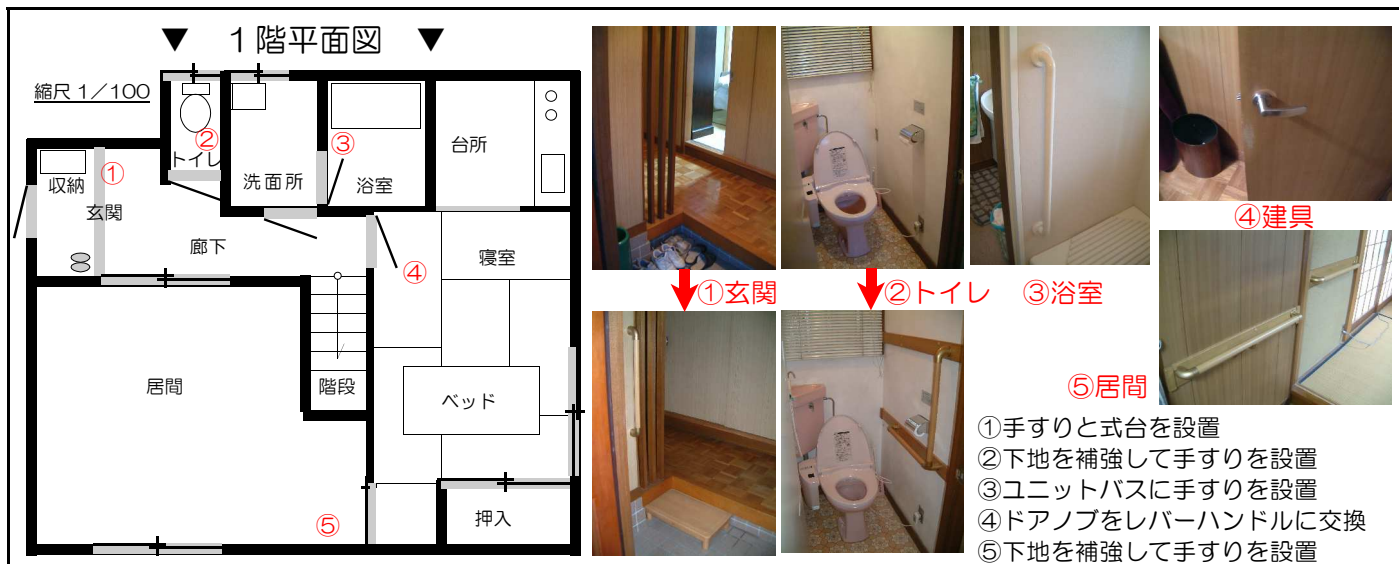 ▼ 1階平面図 ▼
縮尺 1／100
②
トイレ
①
収納
玄関
洗面所
③
浴室
台所
廊下
④
寝室
居間
階段
ベッド
⑤
押入
①玄関
②トイレ
③浴室
④建具
⑤居間
①手すりと式台を設置
②下地を補強して手すりを設置
③ユニットバスに手すりを設置
④ドアノブをレバーハンドルに交換
⑤下地を補強して手すりを設置